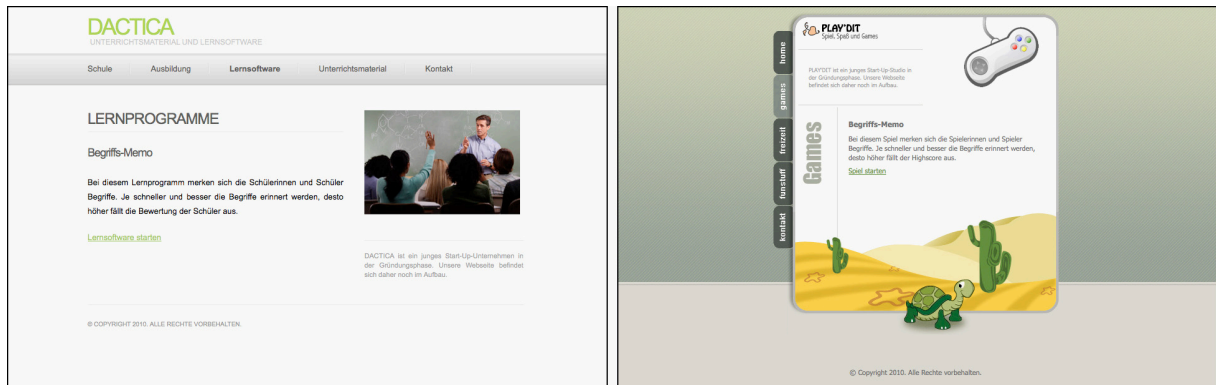 DACTICA
UNTERRICHTSMATERIAL UND LERNSOFTWARE
Schule Ausbildung Lernsoftware Unterrichtsmaterial Kontakt
LERNPROGRAMME
Begriffs-Memo
Bei diesem Lernprogramm merken sich die Schülerinnen und Schüler
Begriffe. Je schneller und besser die Begriffe erinnert werden, desto
höher fällt die Bewertung der Schüler aus.
Lernsoftware starten
DACTICA ist ein junges Start-Up-Unternehmen in
der Gründungsphase. Unsere Webseite befindet
sich daher noch im Aufbau.
© COPYRIGHT 2010. ALLE RECHTE VORBEHALTEN.
PLAY'DIT
Spiel, Spaß und Games
home
games
freizeit
funstuff
kontakt
PLAY'DIT ist ein junges Start-Up-Studio in
der Gründungsphase. Unsere Webseite
befindet sich daher noch im Aufbau.
Games
Begriffs-Memo
Bei diesem Spiel merken sich die Spielerinnen und Spieler
Begriffe. Je schneller und besser die Begriffe erinnert werden,
desto höher fällt der Highscore aus.
Spiel starten
© Copyright 2010. Alle Rechte vorbehalten.